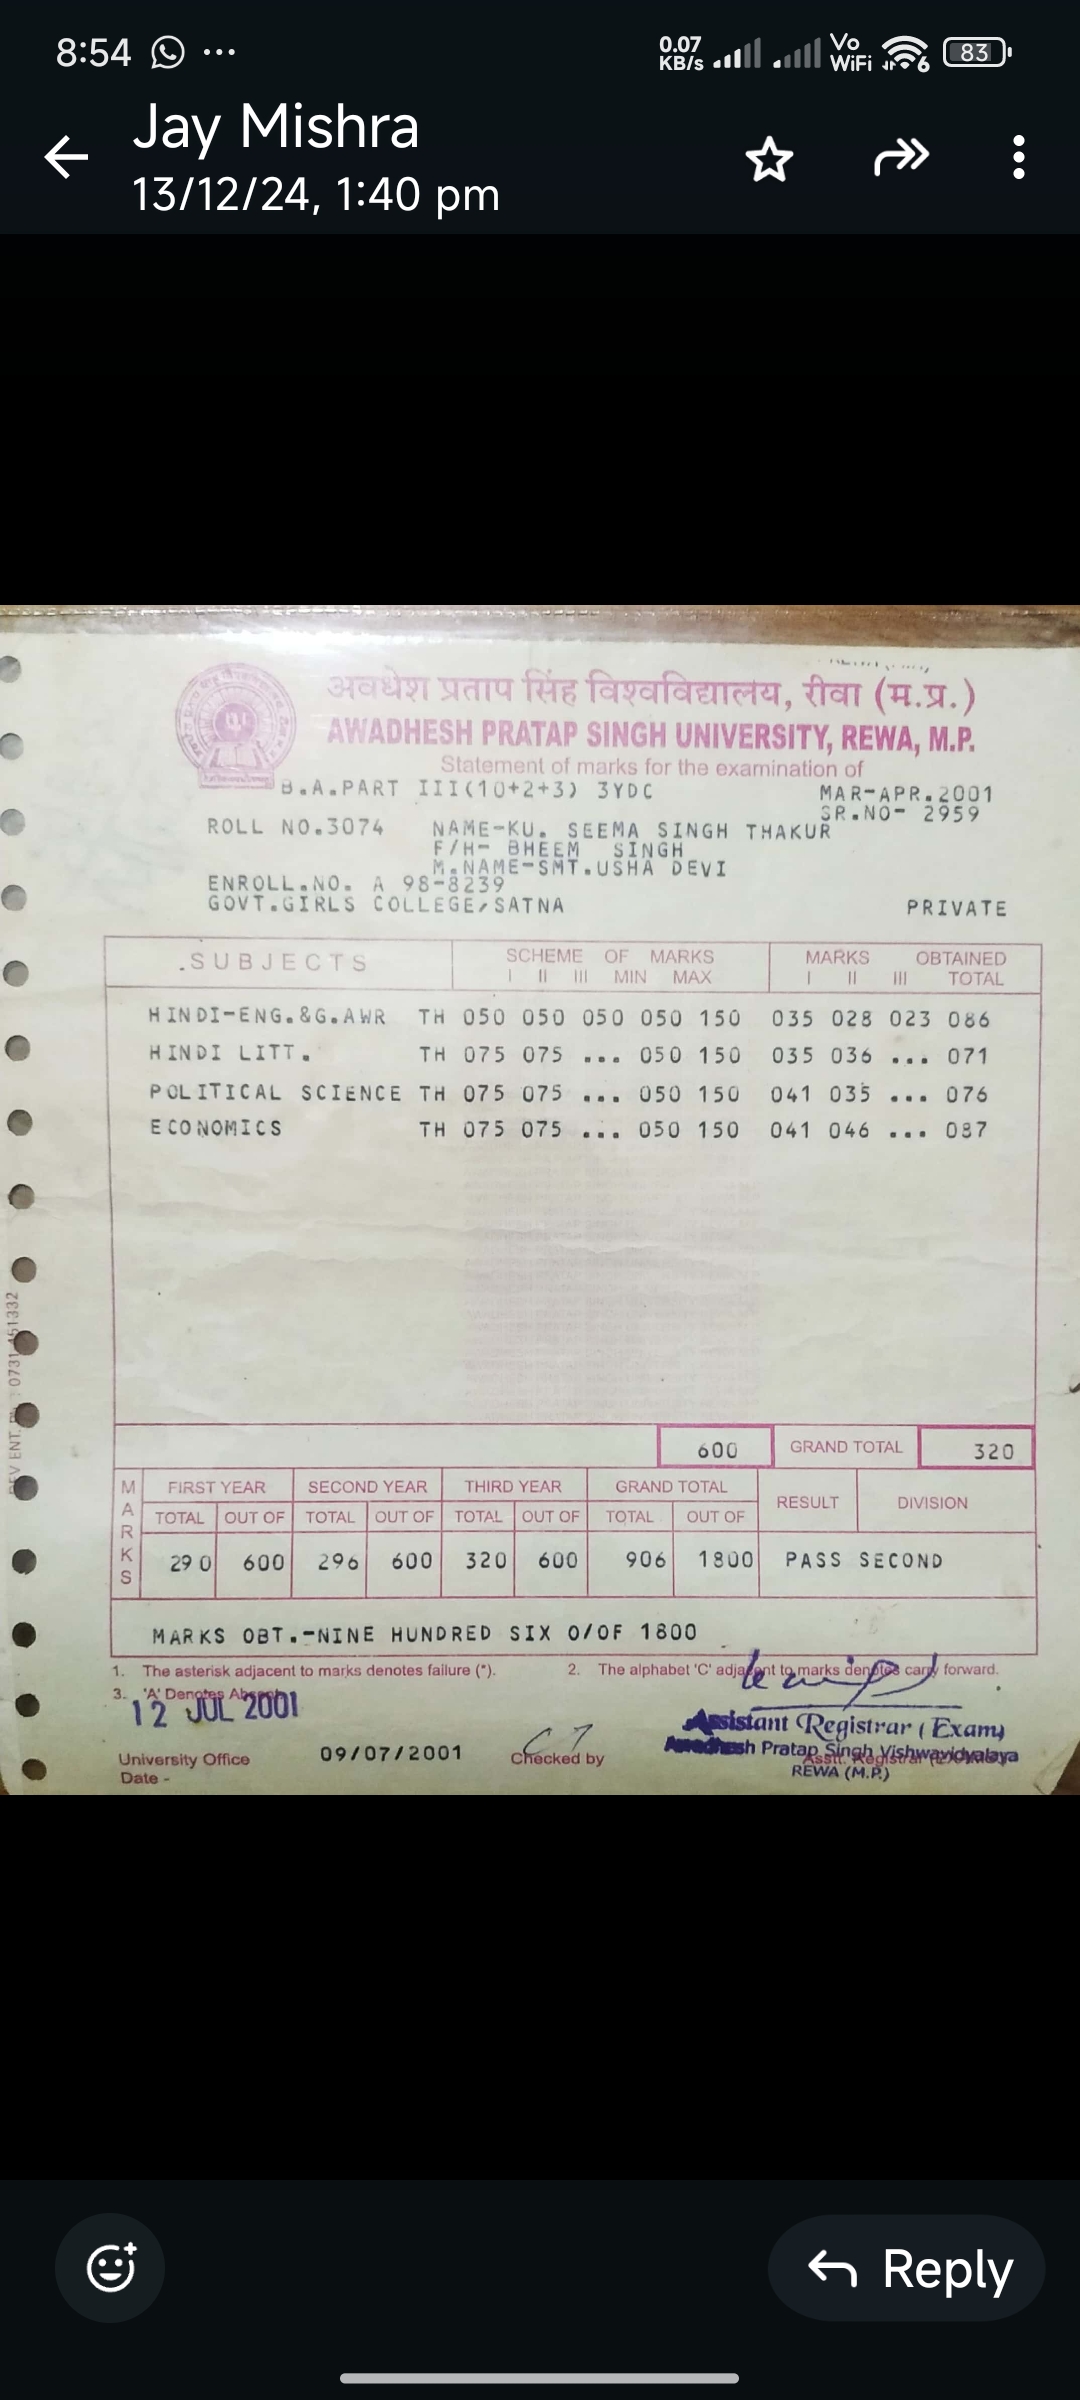 8:54
0.07 KB/s Vo WiFi 6 83
Jay Mishra
13/12/24, 1:40 pm
अवधेश प्रताप सिंह विश्वविद्यालय, रीवा (म.प्र.)
AWADHESH PRATAP SINGH UNIVERSITY, REWA, M.P.
Statement of marks for the examination of
B.A.PART III(10+2+3) 3YDC MAR-APR.2001
SR.NO- 2959
ROLL NO.3074 NAME-KU. SEEMA SINGH THAKUR
F/H- BHEEM SINGH
M.NAME-SMT.USHA DEVI
ENROLL.NO. A 98-8239
GOVT.GIRLS COLLEGE,SATNA PRIVATE
.SUBJECTS SCHEME OF MARKS MARKS OBTAINED
I II III MIN MAX I II III TOTAL
HINDI-ENG.&G.AWR TH 050 050 050 050 150 035 028 023 086
HINDI LITT. TH 075 075 ... 050 150 035 036 ... 071
POLITICAL SCIENCE TH 075 075 ... 050 150 041 035 ... 076
ECONOMICS TH 075 075 ... 050 150 041 046 ... 087
600 GRAND TOTAL 320
MARKS FIRST YEAR SECOND YEAR THIRD YEAR GRAND TOTAL RESULT DIVISION
TOTAL OUT OF TOTAL OUT OF TOTAL OUT OF TOTAL OUT OF
290 600 296 600 320 600 906 1800 PASS SECOND
MARKS OBT.-NINE HUNDRED SIX O/OF 1800
1. The asterisk adjacent to marks denotes failure (*). 2. The alphabet 'C' adjacent to marks denotes carry forward.
3. 'A' Denotes Absent
12 JUL 2001
Assistant Registrar (Exam)
Awadhesh Pratap Singh Vishwavidyalaya
REWA (M.P.)
University Office 09/07/2001 Checked by Asstt. Registrar
Date -
Reply